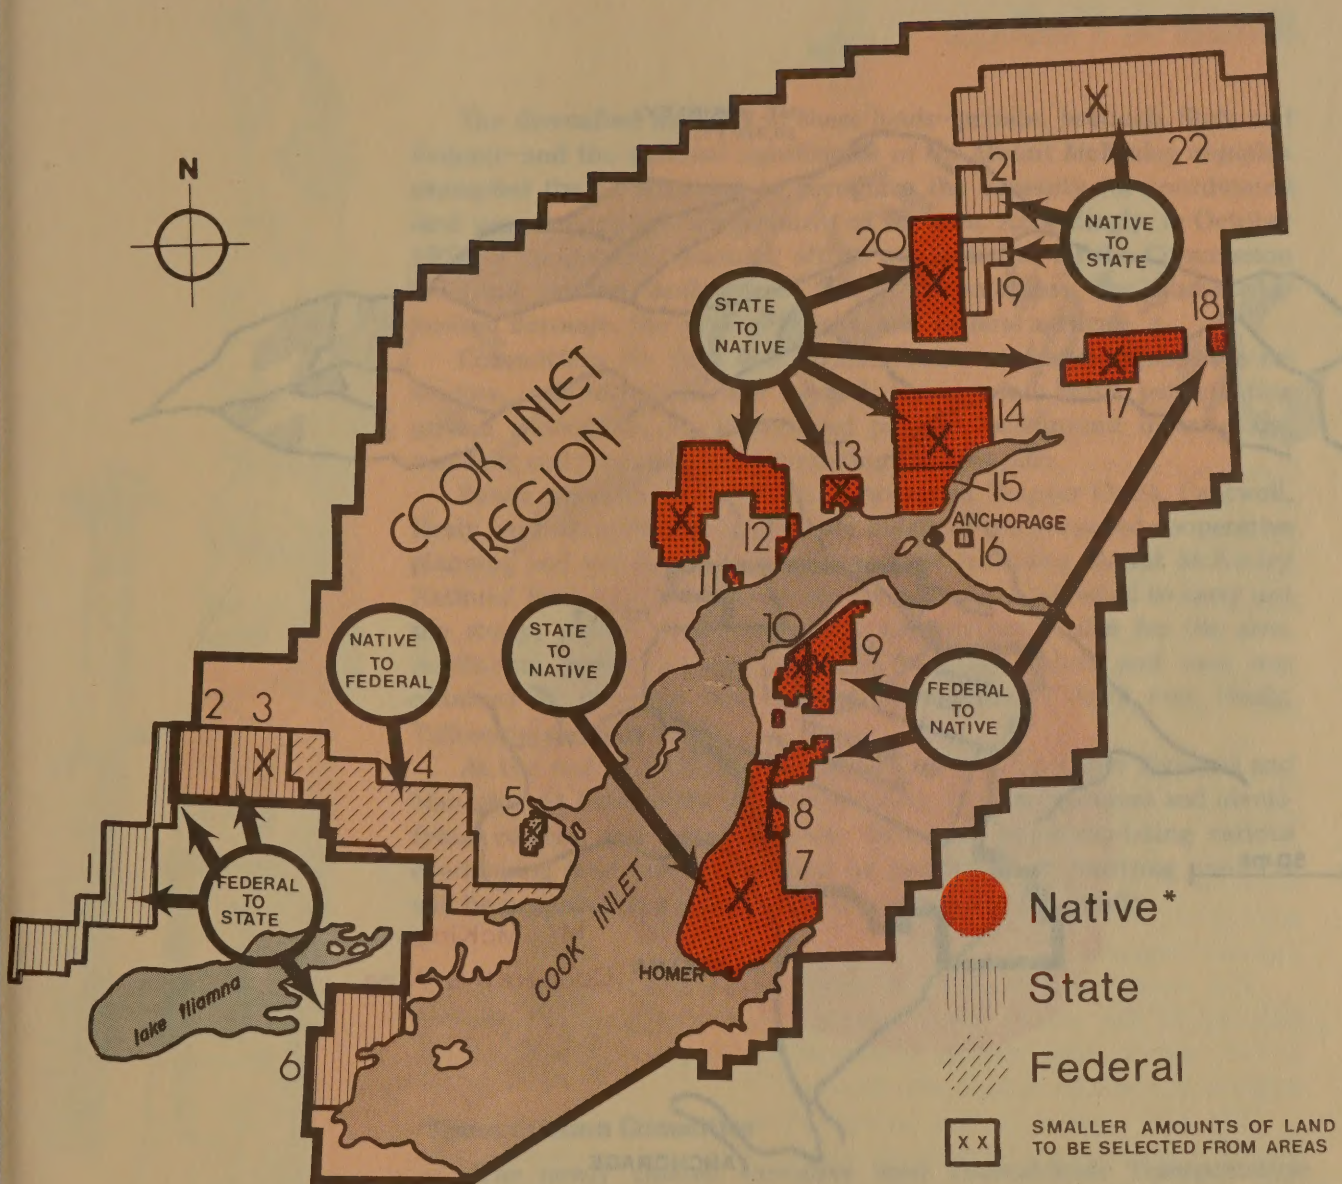 N
22
21
NATIVE
TO
STATE
20
19
18
STATE
TO
NATIVE
17
COOK INLET
REGION
14
13
15
ANCHORAGE
16
12
11
10
9
STATE
TO
NATIVE
NATIVE
TO
FEDERAL
FEDERAL
TO
NATIVE
2
3
4
5
8
7
1
FEDERAL
TO
STATE
COOK INLET
HOMER
lake Iliamna
6
Native*
State
Federal
X X
SMALLER AMOUNTS OF LAND
TO BE SELECTED FROM AREAS